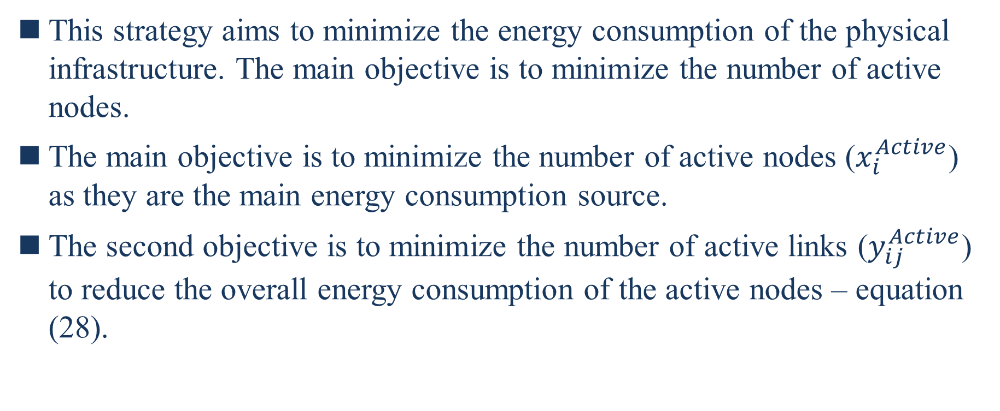 ■ This strategy aims to minimize the energy consumption of the physical
infrastructure. The main objective is to minimize the number of active
nodes.
■ The main objective is to minimize the number of active nodes ($x_i^{Active}$)
as they are the main energy consumption source.
■ The second objective is to minimize the number of active links ($y_{ij}^{Active}$)
to reduce the overall energy consumption of the active nodes – equation
(28).